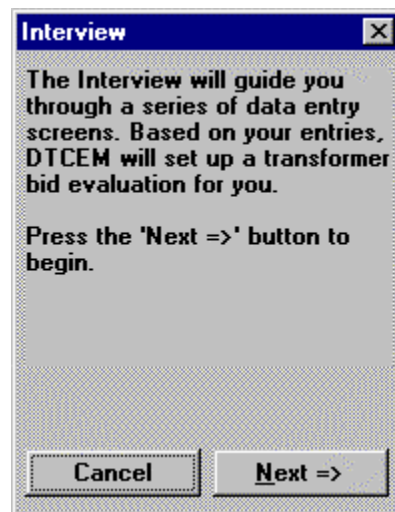 Interview
The Interview will guide you
through a series of data entry
screens. Based on your entries,
DTCEM will set up a transformer
bid evaluation for you.
Press the 'Next =>' button to
begin.
Cancel
Next =>